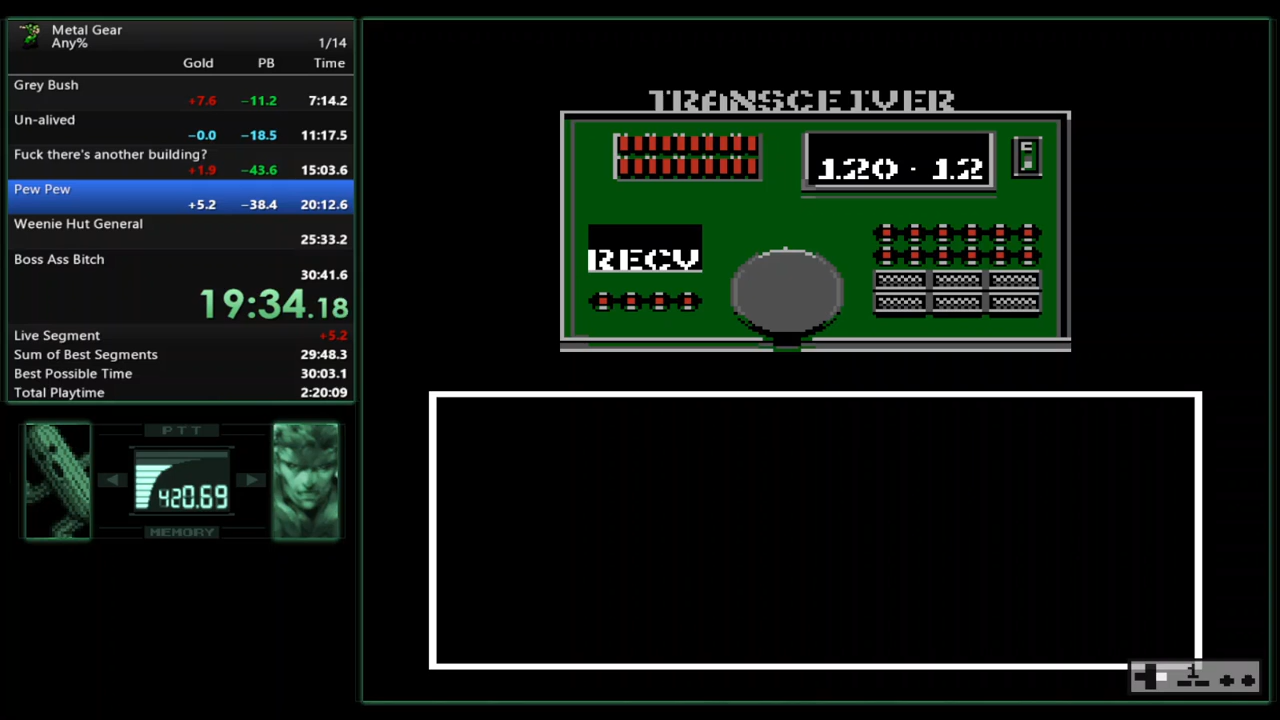 Metal Gear
Any%
1/14
Gold PB Time
Grey Bush
+7.6 −11.2 7:14.2
Un-alived
−0.0 −18.5 11:17.5
Fuck there's another building?
+1.9 −43.6 15:03.6
Pew Pew
+5.2 −38.4 20:12.6
Weenie Hut General
25:33.2
Boss Ass Bitch
30:41.6
19:34.18
Live Segment +5.2
Sum of Best Segments 29:48.3
Best Possible Time 30:03.1
Total Playtime 2:20:09
PTT
420.69
MEMORY
TRANSCEIVER
120.12
RECV
1